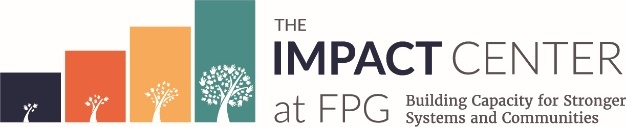 THE
IMPACT CENTER
at FPG Building Capacity for Stronger
Systems and Communities